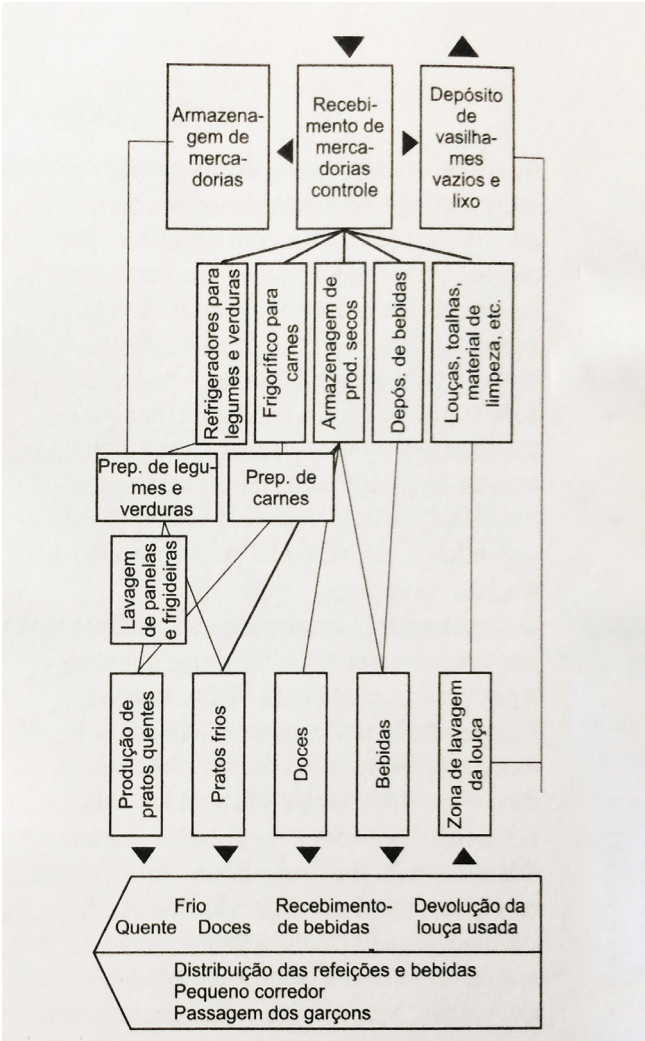 Armazena-
gem de
merca-
dorias
Recebi-
mento de
merca-
dorias
controle
Depósito
de
vasilha-
mes
vazios e
lixo
Refrigeradores para
legumes e verduras
Frigorífico para
carnes
Armazenagem de
prod. secos
Depós. de bebidas
Louças, toalhas,
material de
limpeza, etc.
Prep. de legu-
mes e
verduras
Prep. de
carnes
Lavagem
de panelas
e frigideiras
Produção de
pratos quentes
Pratos frios
Doces
Bebidas
Zona de lavagem
da louça
Frio
Quente Doces
Recebimento-
de bebidas
Devolução da
louça usada
Distribuição das refeições e bebidas
Pequeno corredor
Passagem dos garçons